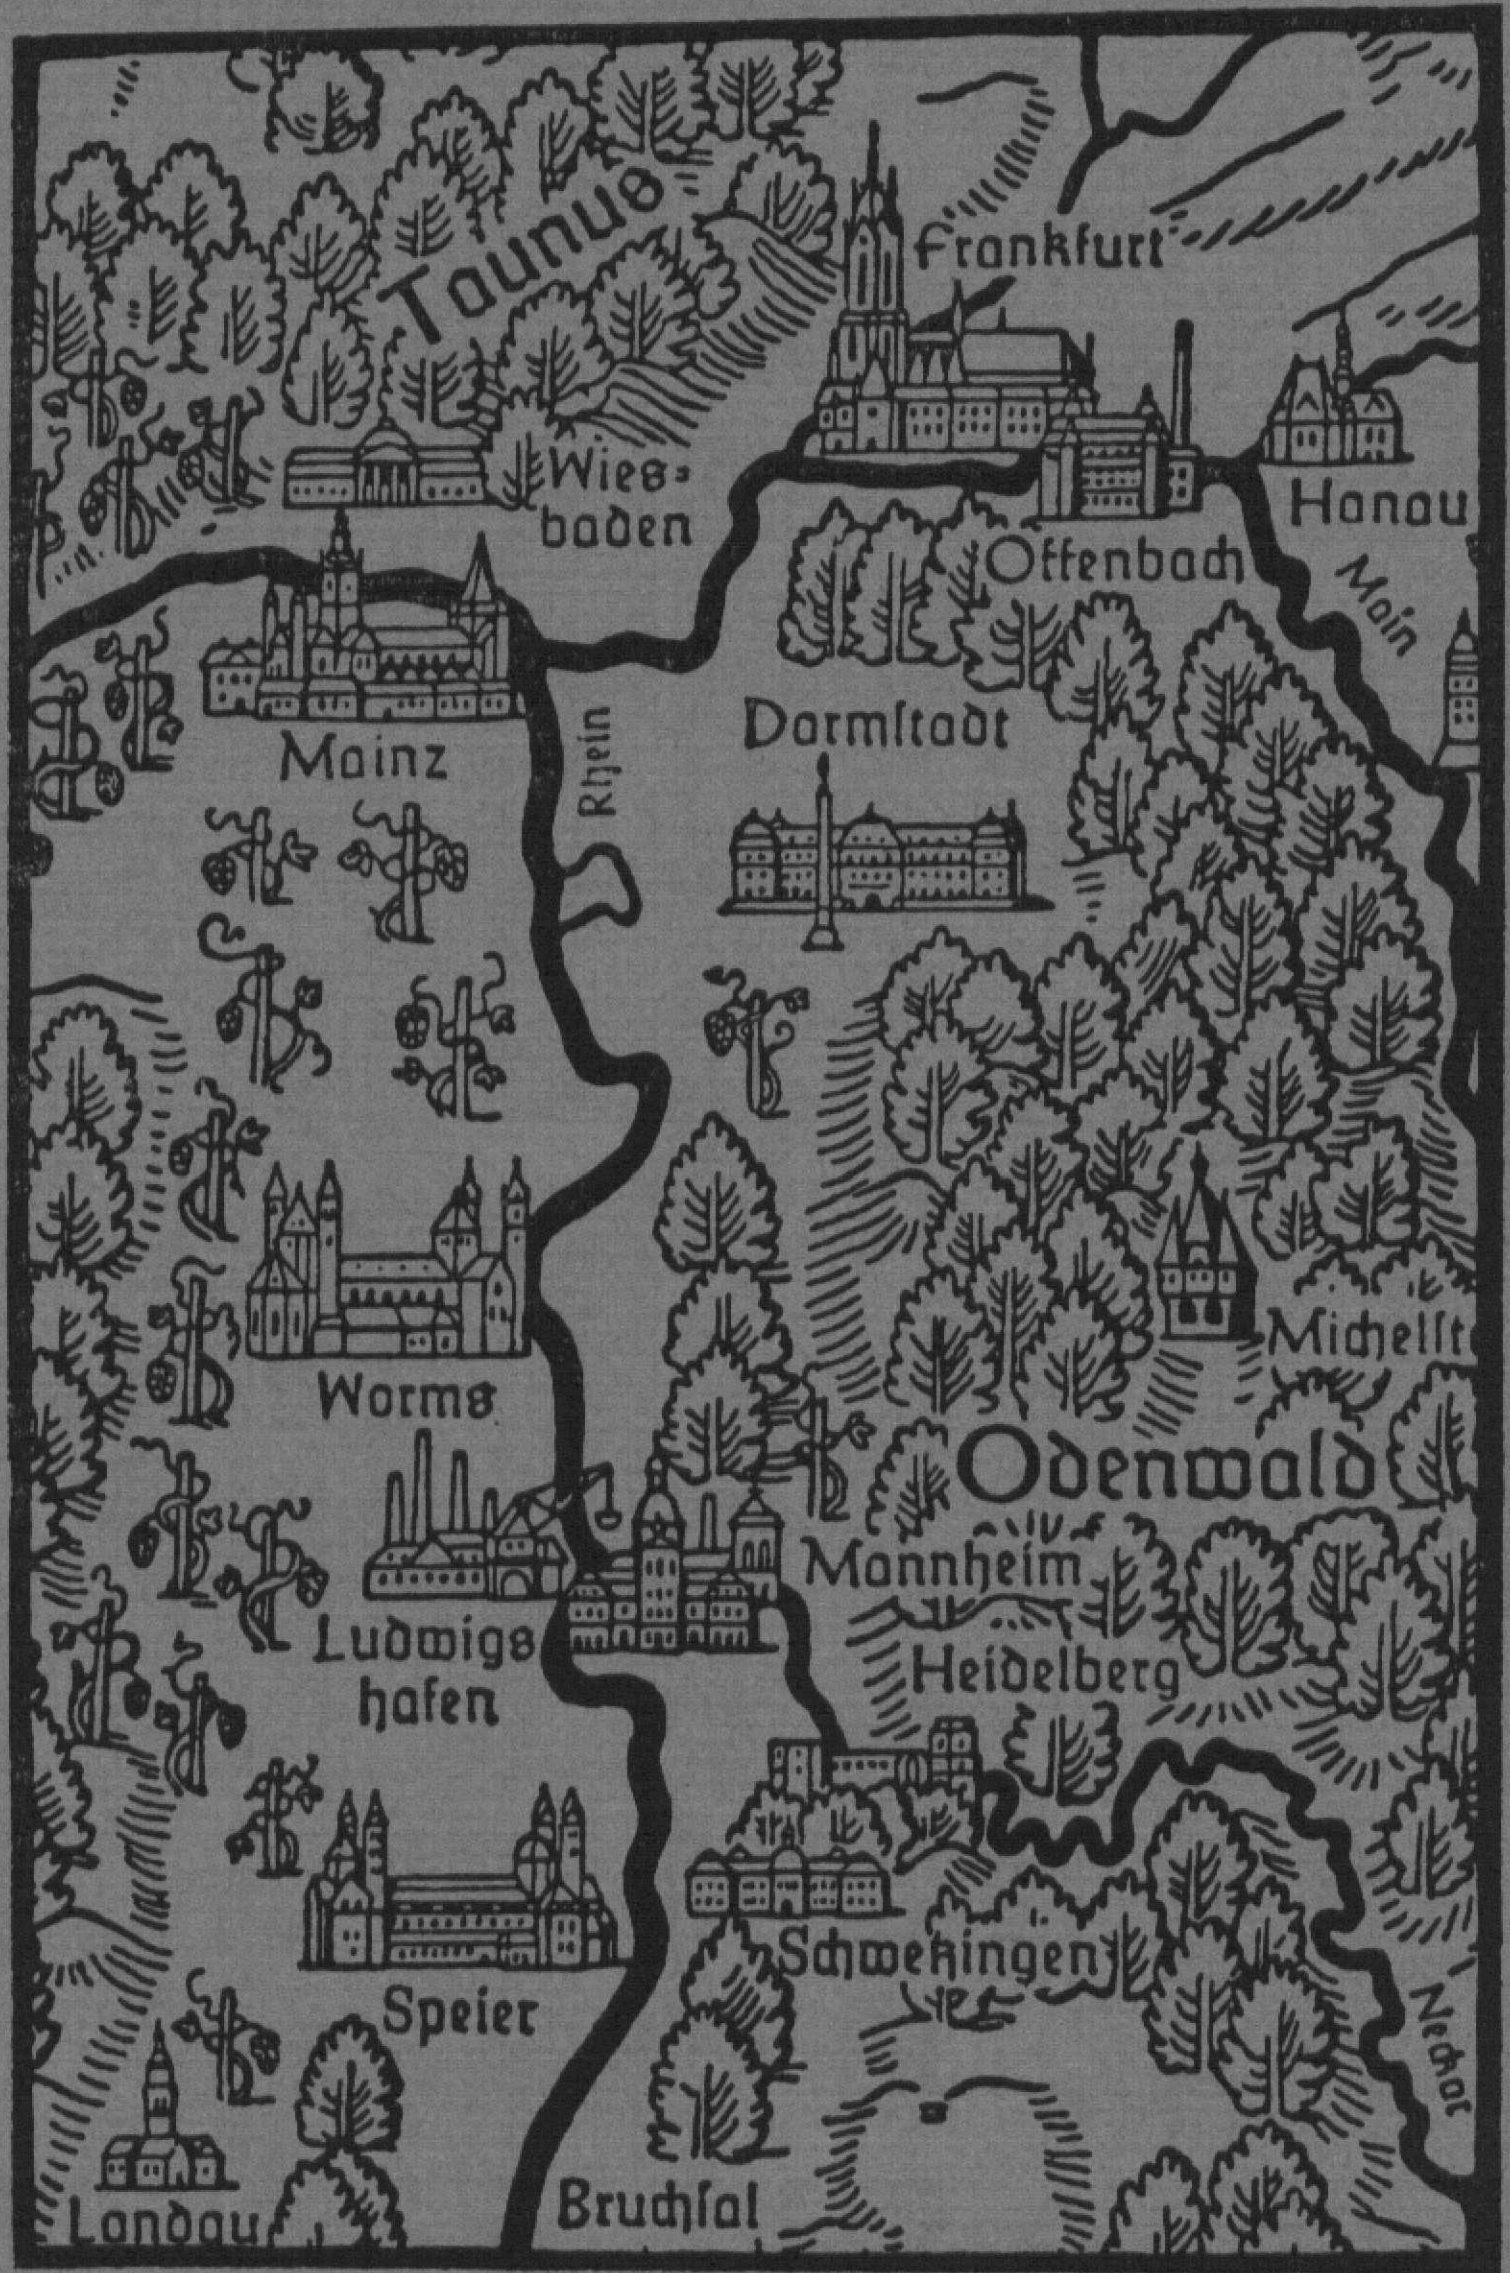 Taunus
Frankfurt
Wies=
baden
Hanau
Offenbach
Main
Mainz
Rhein
Darmſtadt
Worms
Michelſt
Odenwald
Mannheim
Ludwigs
hafen
Heidelberg
Schwetzingen
Speier
Neckar
Landau
Bruchſal